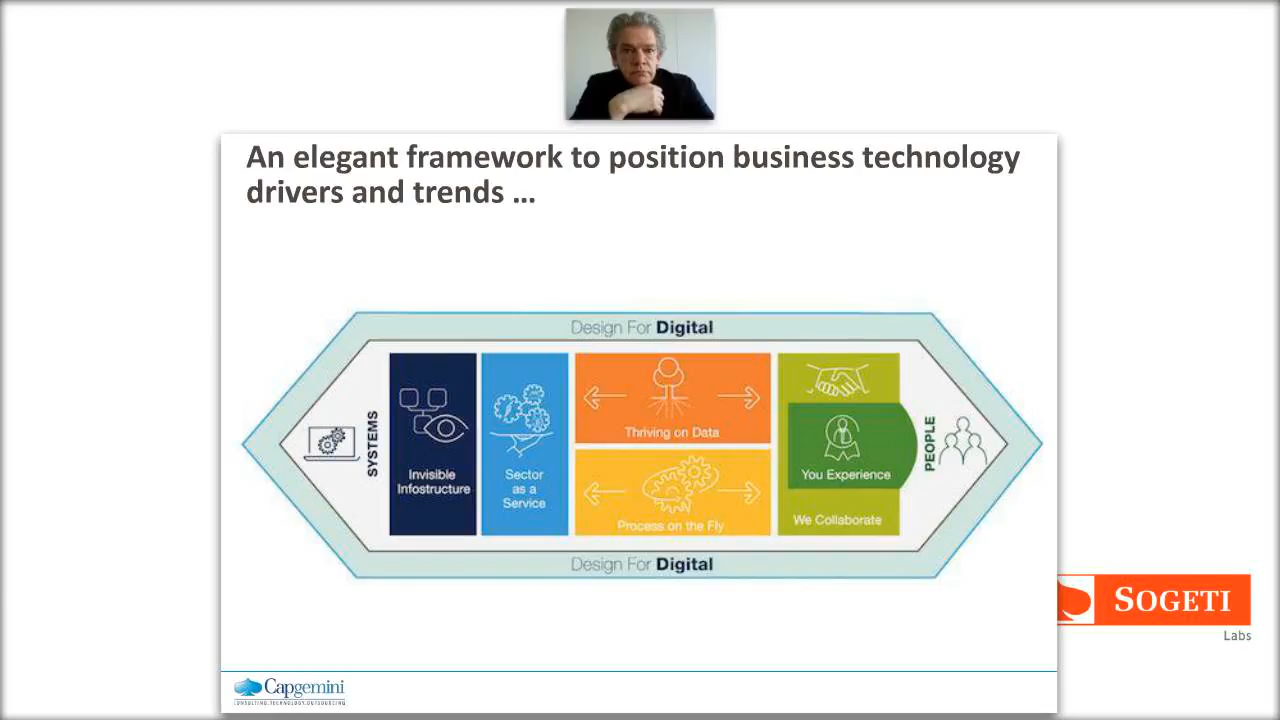 An elegant framework to position business technology
drivers and trends ...
Design For Digital
SYSTEMS
Invisible
Infostructure
Sector
as a
Service
Thriving on Data
Process on the Fly
You Experience
We Collaborate
PEOPLE
Design For Digital
SOGETI
Labs
Capgemini
CONSULTING.TECHNOLOGY.OUTSOURCING